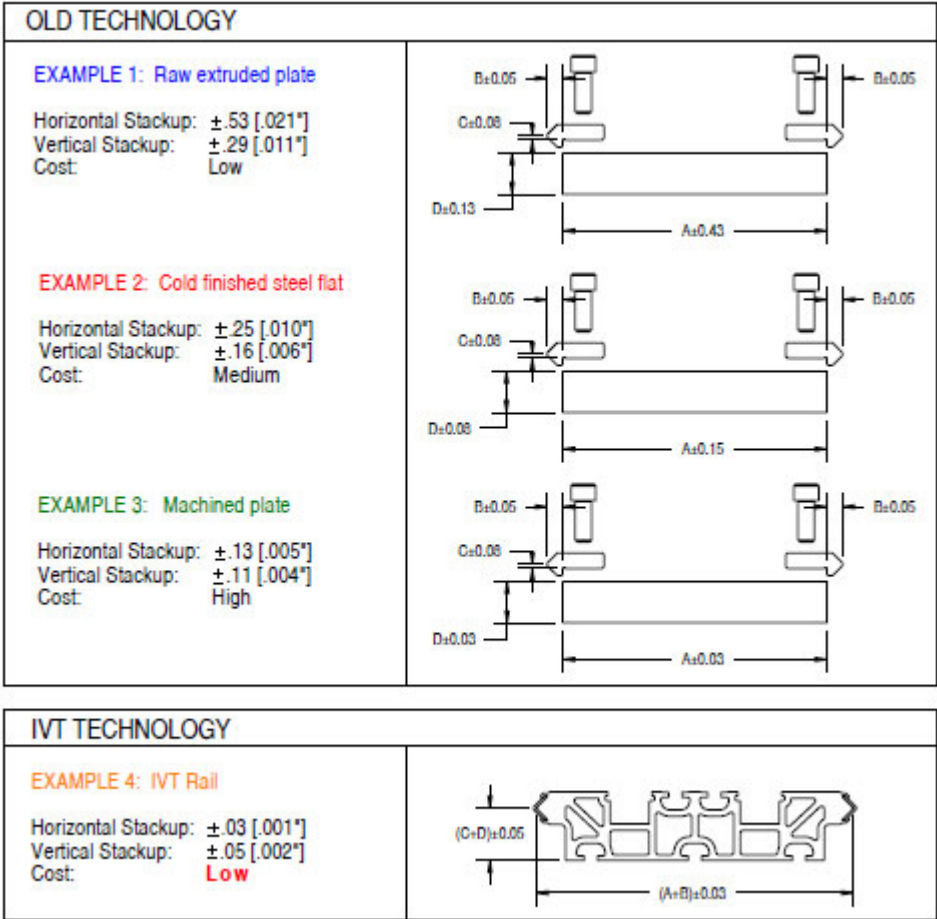 OLD TECHNOLOGY
EXAMPLE 1: Raw extruded plate
Horizontal Stackup: ±.53 [.021"]
Vertical Stackup: ±.29 [.011"]
Cost: Low
B±0.05
B±0.05
C±0.08
D±0.13
A±0.43
EXAMPLE 2: Cold finished steel flat
Horizontal Stackup: ±.25 [.010"]
Vertical Stackup: ±.16 [.006"]
Cost: Medium
B±0.05
B±0.05
C±0.08
D±0.08
A±0.15
EXAMPLE 3: Machined plate
Horizontal Stackup: ±.13 [.005"]
Vertical Stackup: ±.11 [.004"]
Cost: High
B±0.05
B±0.05
C±0.08
D±0.03
A±0.03
IVT TECHNOLOGY
EXAMPLE 4: IVT Rail
Horizontal Stackup: ±.03 [.001"]
Vertical Stackup: ±.05 [.002"]
Cost: Low
(C+D)±0.05
(A+B)±0.03